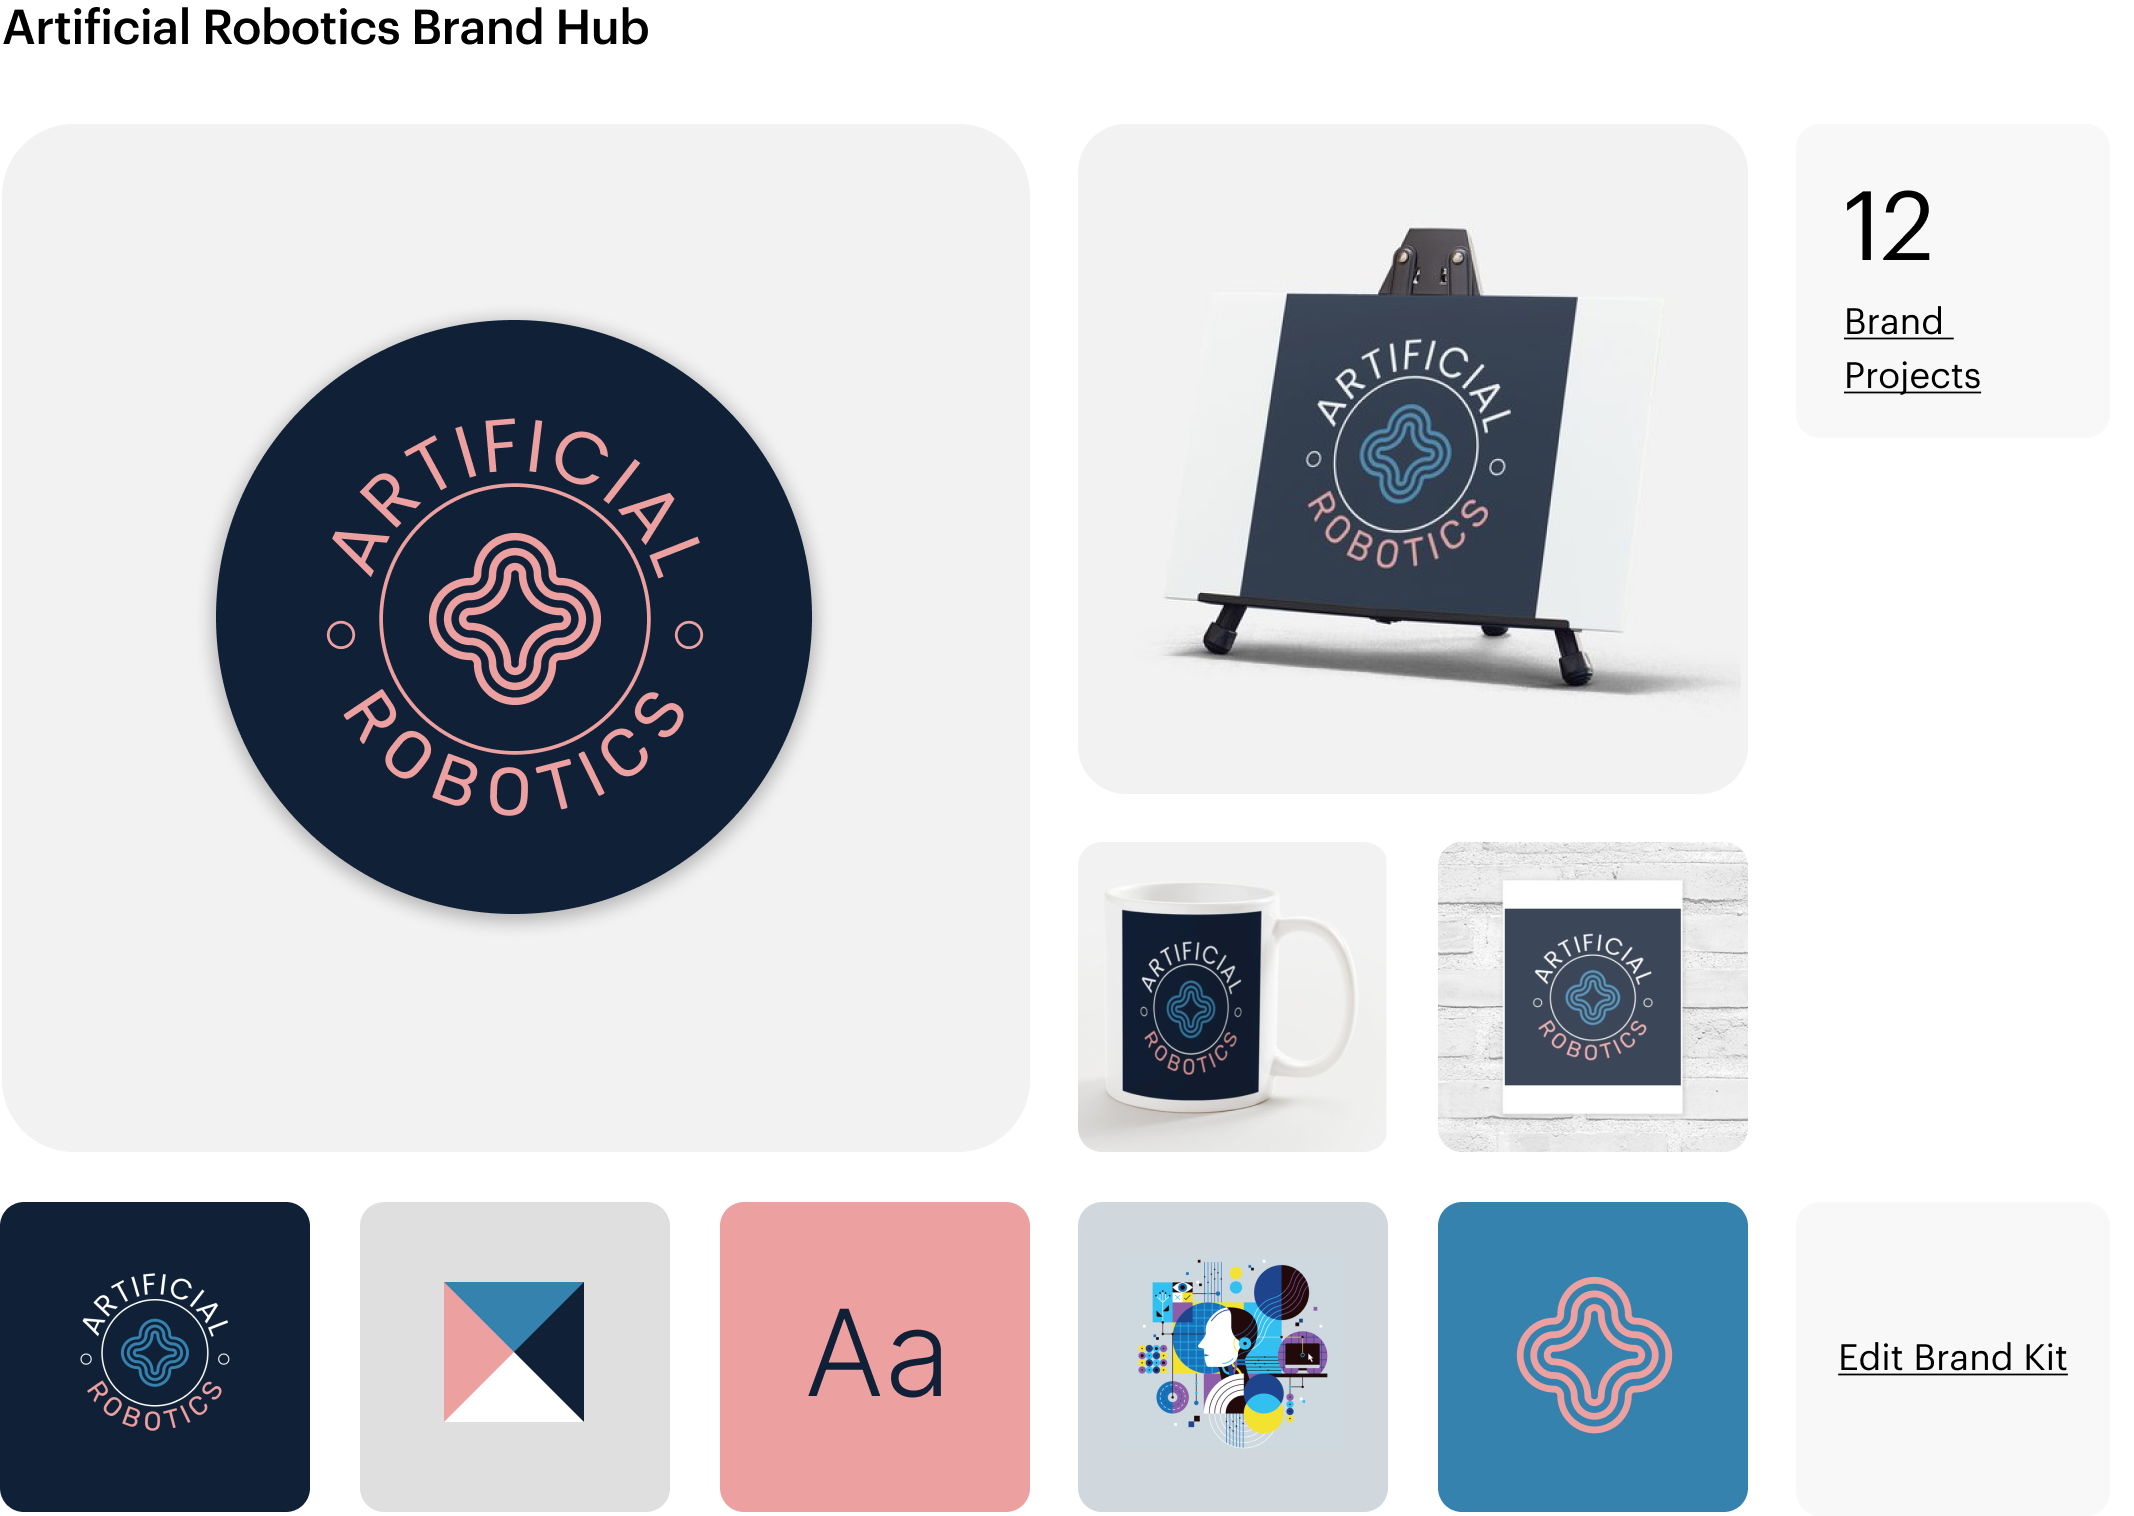 Artificial Robotics Brand Hub
ARTIFICIAL
ROBOTICS
ARTIFICIAL
ROBOTICS
12
Brand
Projects
ARTIFICIAL
ROBOTICS
ARTIFICIAL
ROBOTICS
ARTIFICIAL
ROBOTICS
Aa
Edit Brand Kit